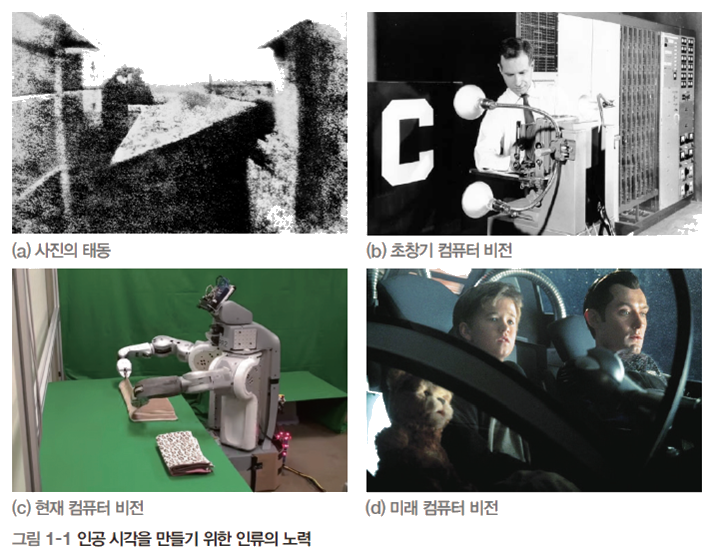 C
(a) 사진의 태동
(b) 초창기 컴퓨터 비전
(c) 현재 컴퓨터 비전
(d) 미래 컴퓨터 비전
그림 1-1 인공 시각을 만들기 위한 인류의 노력